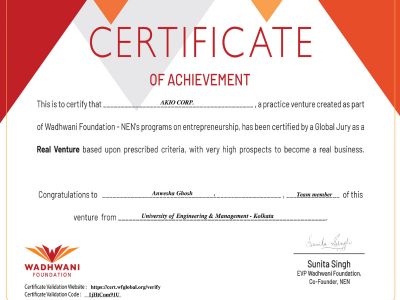 CERTIFICATE
OF ACHIEVEMENT
This is to certify that AKIO CORP. , a practice venture created as part
of Wadhwani Foundation - NEN's programs on entrepreneurship, has been certified by a Global Jury as a
Real Venture based upon prescribed criteria, with very high prospects to become a real business.
Congratulations to Anwesha Ghosh , , Team member of this
venture from University of Engineering & Management - Kolkata .
WADHWANI
FOUNDATION
Sunita Singh
EVP Wadhwani Foundation,
Co-Founder, NEN
Certificate Validation Website : https://cert.wfglobal.org/verify
Certificate Validation Code :